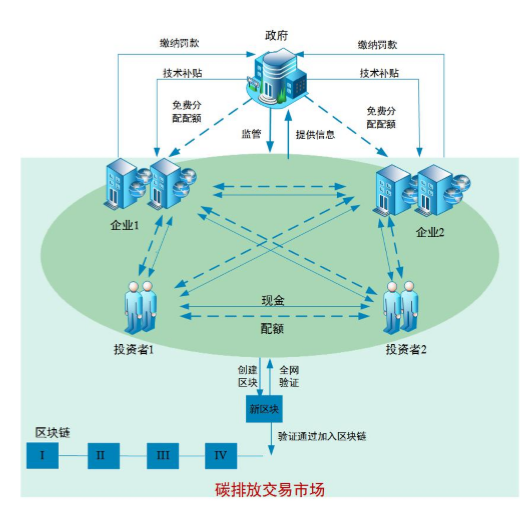 政府
缴纳罚款
缴纳罚款
技术补贴
技术补贴
免费分
配配额
免费分
配配额
监管
提供信息
企业1
企业2
现金
配额
投资者1
投资者2
创建
区块
全网
验证
新区块
验证通过加入区块链
区块链
I
II
III
IV
碳排放交易市场